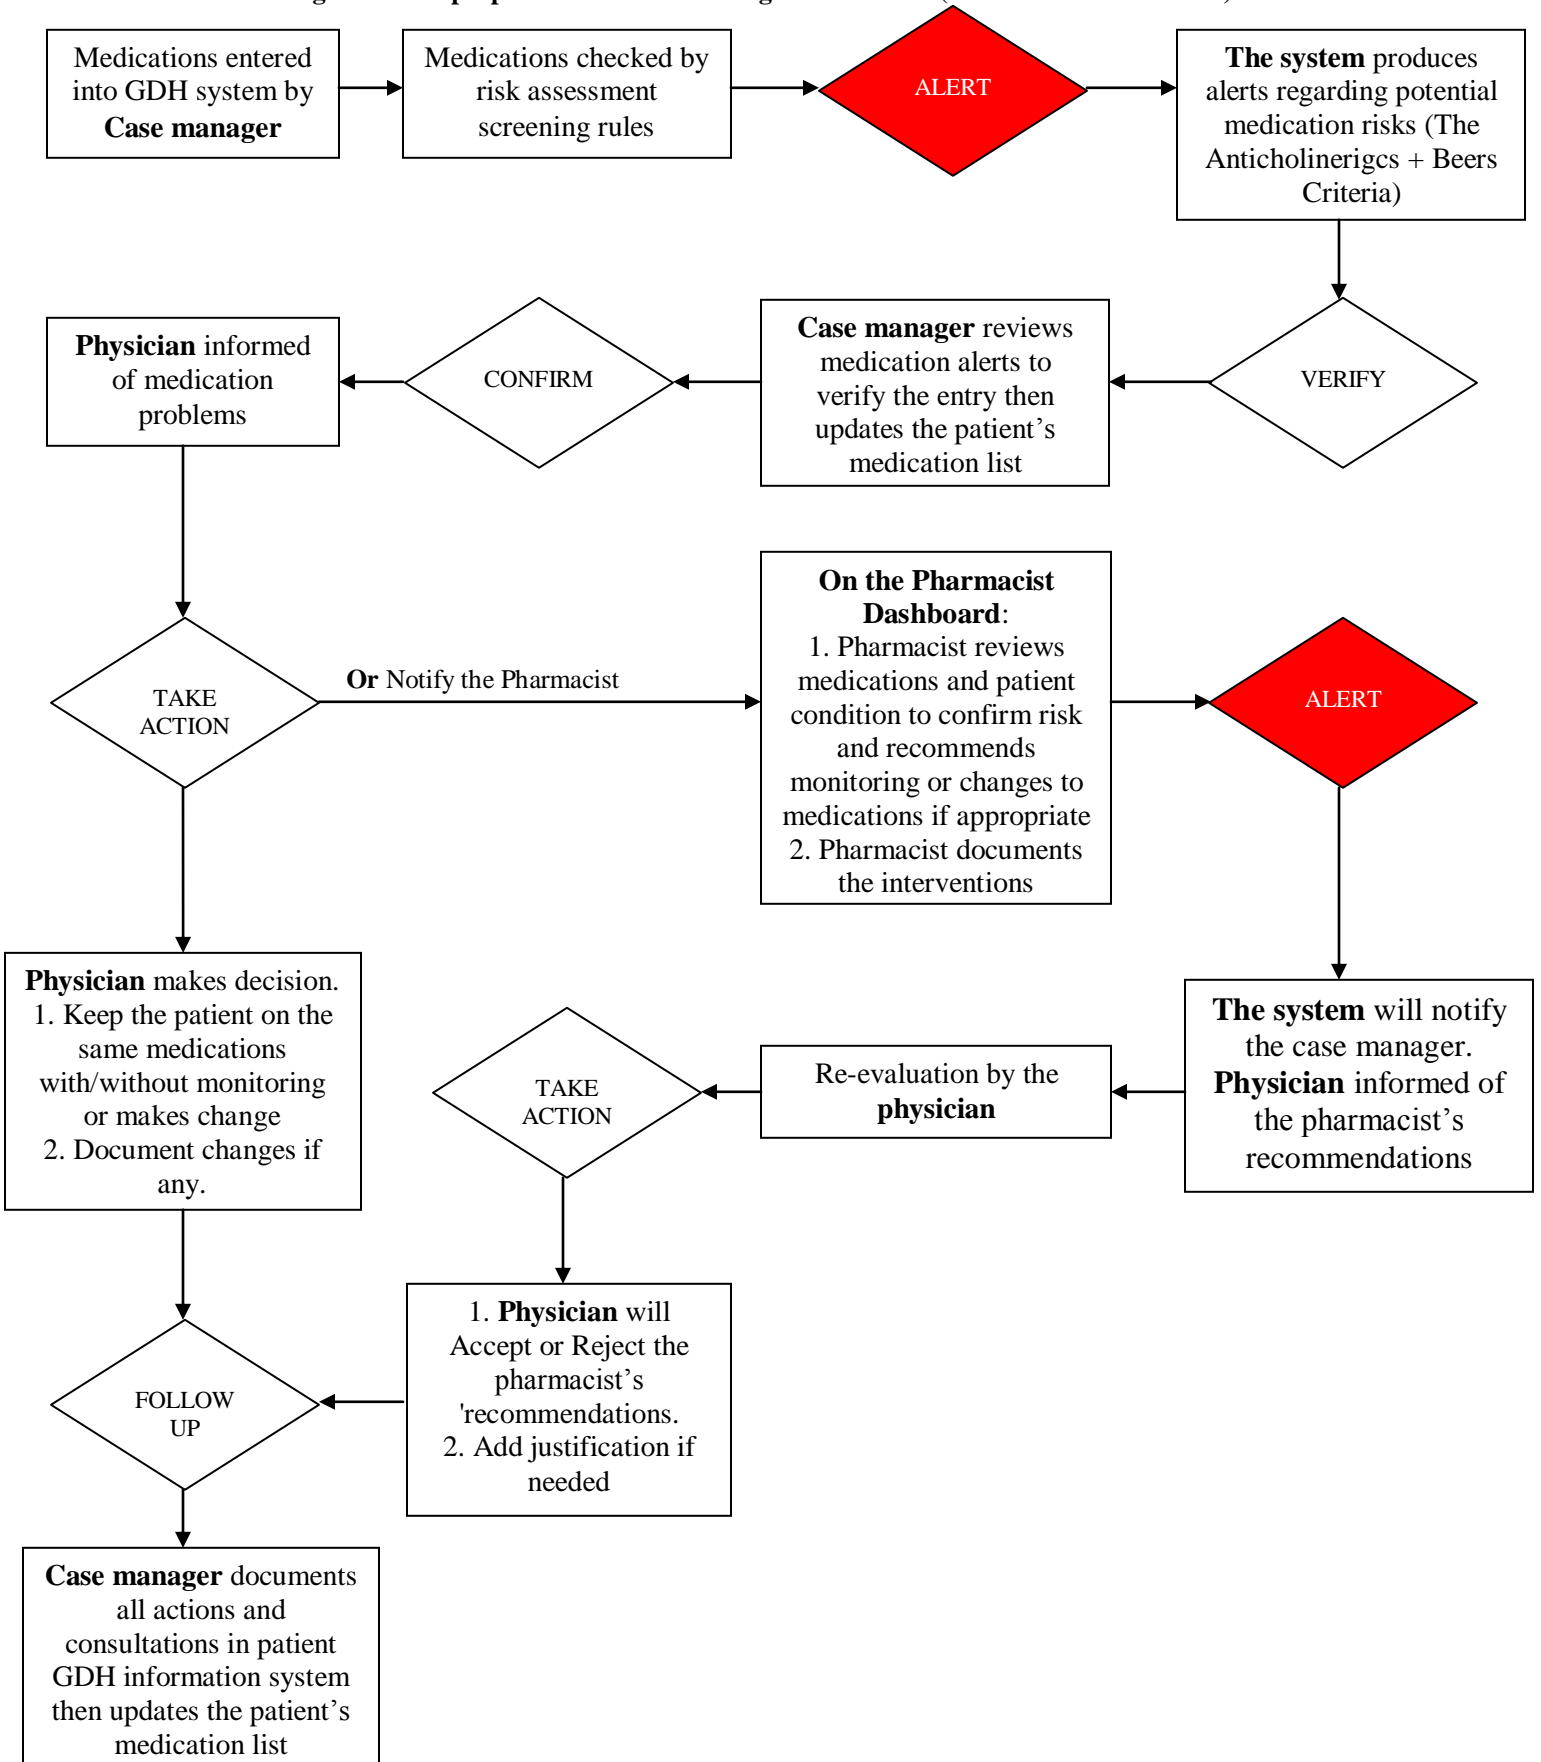 Medications entered
into GDH system by
Case manager
Medications checked by
risk assessment
screening rules
ALERT
The system produces
alerts regarding potential
medication risks (The
Anticholinerigcs + Beers
Criteria)
Physician informed
of medication
problems
CONFIRM
Case manager reviews
medication alerts to
verify the entry then
updates the patient’s
medication list
VERIFY
TAKE
ACTION
Or Notify the Pharmacist
On the Pharmacist
Dashboard:
1. Pharmacist reviews
medications and patient
condition to confirm risk
and recommends
monitoring or changes to
medications if appropriate
2. Pharmacist documents
the interventions
ALERT
Physician makes decision.
1. Keep the patient on the
same medications
with/without monitoring
or makes change
2. Document changes if
any.
TAKE
ACTION
Re-evaluation by the
physician
The system will notify
the case manager.
Physician informed of
the pharmacist’s
recommendations
FOLLOW
UP
1. Physician will
Accept or Reject the
pharmacist’s
'recommendations.
2. Add justification if
needed
Case manager documents
all actions and
consultations in patient
GDH information system
then updates the patient’s
medication list